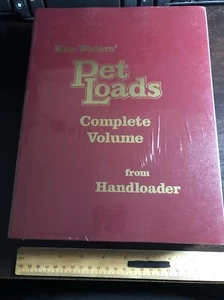 Ken Waters'
Pet
Loads
Complete
Volume
from
Handloader